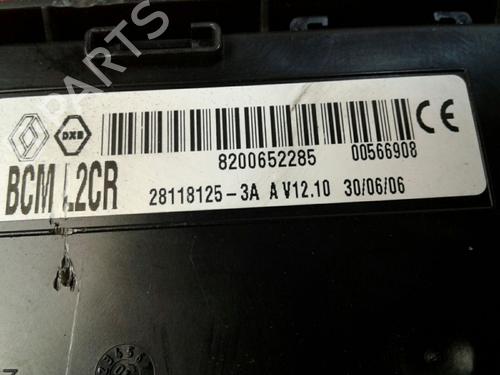 DXB
8200652285 00566908
CE
BCM L2CR 28118125-3A A V12.10 30/06/06
B-PARTS